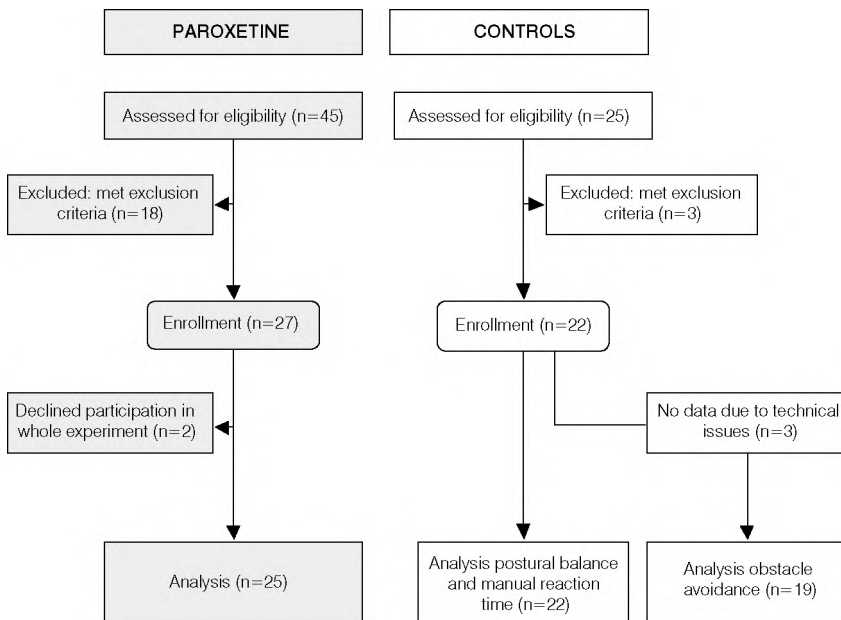 PAROXETINE
CONTROLS
Assessed for eligibility (n=45)
Assessed for eligibility (n=25)
Excluded: met exclusion
criteria (n=18)
Excluded: met exclusion
criteria (n=3)
Enrollment (n=27)
Enrollment (n=22)
Declined participation in
whole experiment (n=2)
No data due to technical
issues (n=3)
Analysis (n=25)
Analysis postural balance
and manual reaction
time (n=22)
Analysis obstacle
avoidance (n=19)